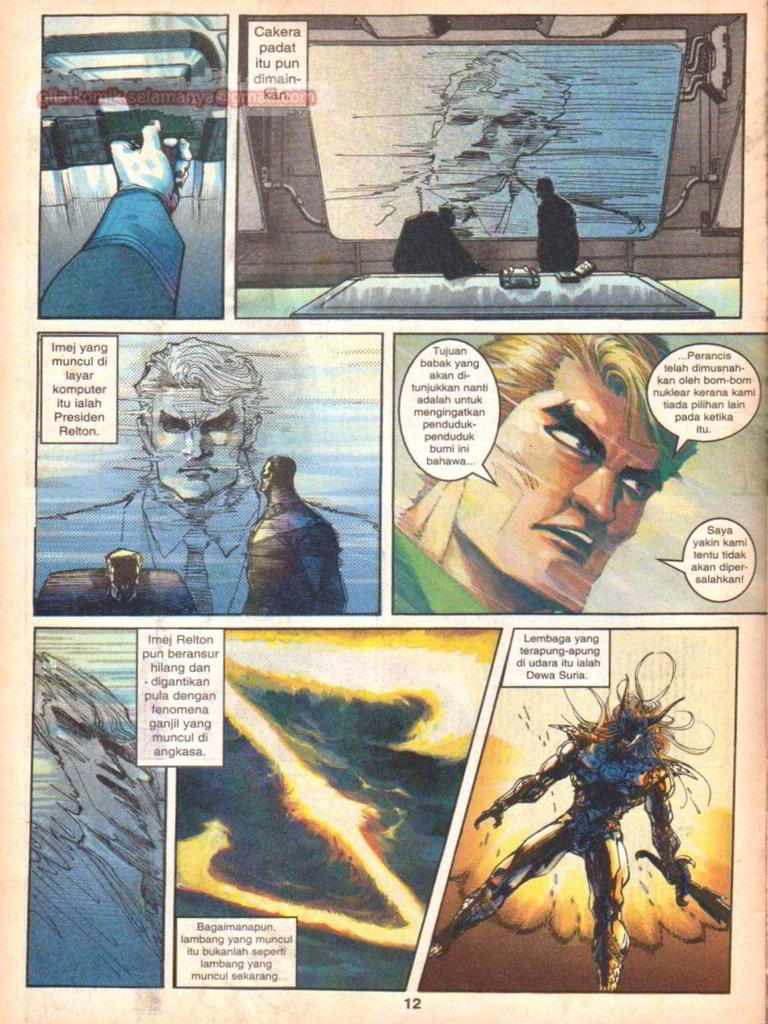 Cakera
padat
itu pun
dimain-
kan.
gila.komik.selamanya@gmail.com
Imej yang
muncul di
layar
komputer
itu ialah
Presiden
Relton.
Tujuan
babak yang
akan di-
tunjukkan nanti
adalah untuk
mengingatkan
penduduk-
penduduk
bumi ini
bahawa...
...Perancis
telah dimusnah-
kan oleh bom-bom
nuklear kerana kami
tiada pilihan lain
pada ketika
itu.
Saya
yakin kami
tentu tidak
akan diper-
salahkan!
Imej Relton
pun beransur
hilang dan
digantikan
pula dengan
fenomena
ganjil yang
muncul di
angkasa.
Bagaimanapun,
lambang yang muncul
itu bukanlah seperti
lambang yang
muncul sekarang.
Lembaga yang
terapung-apung
di udara itu ialah
Dewa Suria.
12